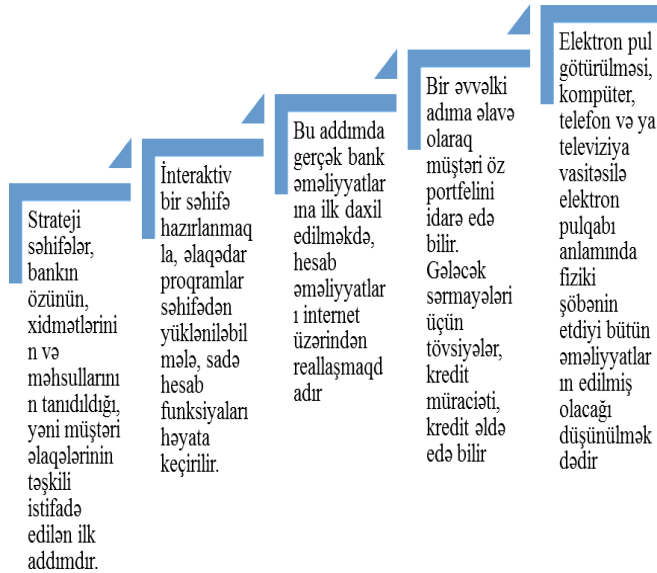 Strateji
səhifələr,
bankın
özünün,
xidmətlərini
n və
məhsullarını
n tanıdıldığı,
yəni müştəri
əlaqələrinin
təşkili
istifadə
edilən ilk
addımdır.
İnteraktiv
bir səhifə
hazırlanmaq
la, əlaqədar
proqramlar
səhifədən
yükləniləbil
mələ, sadə
hesab
funksiyaları
həyata
keçirilir.
Bu addımda
gerçək bank
əməliyyatlar
ına ilk daxil
edilməkdə,
hesab
əməliyyatlar
ı internet
üzərindən
reallaşmaqd
adır
Bir əvvəlki
adıma əlavə
olaraq
müştəri öz
portfelini
idarə edə
bilir.
Gələcək
sərmayələri
üçün
tövsiyələr,
kredit
müraciəti,
kredit əldə
edə bilir
Elektron pul
götürülməsi,
kompüter,
telefon və ya
televiziya
vasitəsilə
elektron
pulqabı
anlamında
fiziki
şöbənin
etdiyi bütün
əməliyyatlar
ın edilmiş
olacağı
düşünülmək
dədir